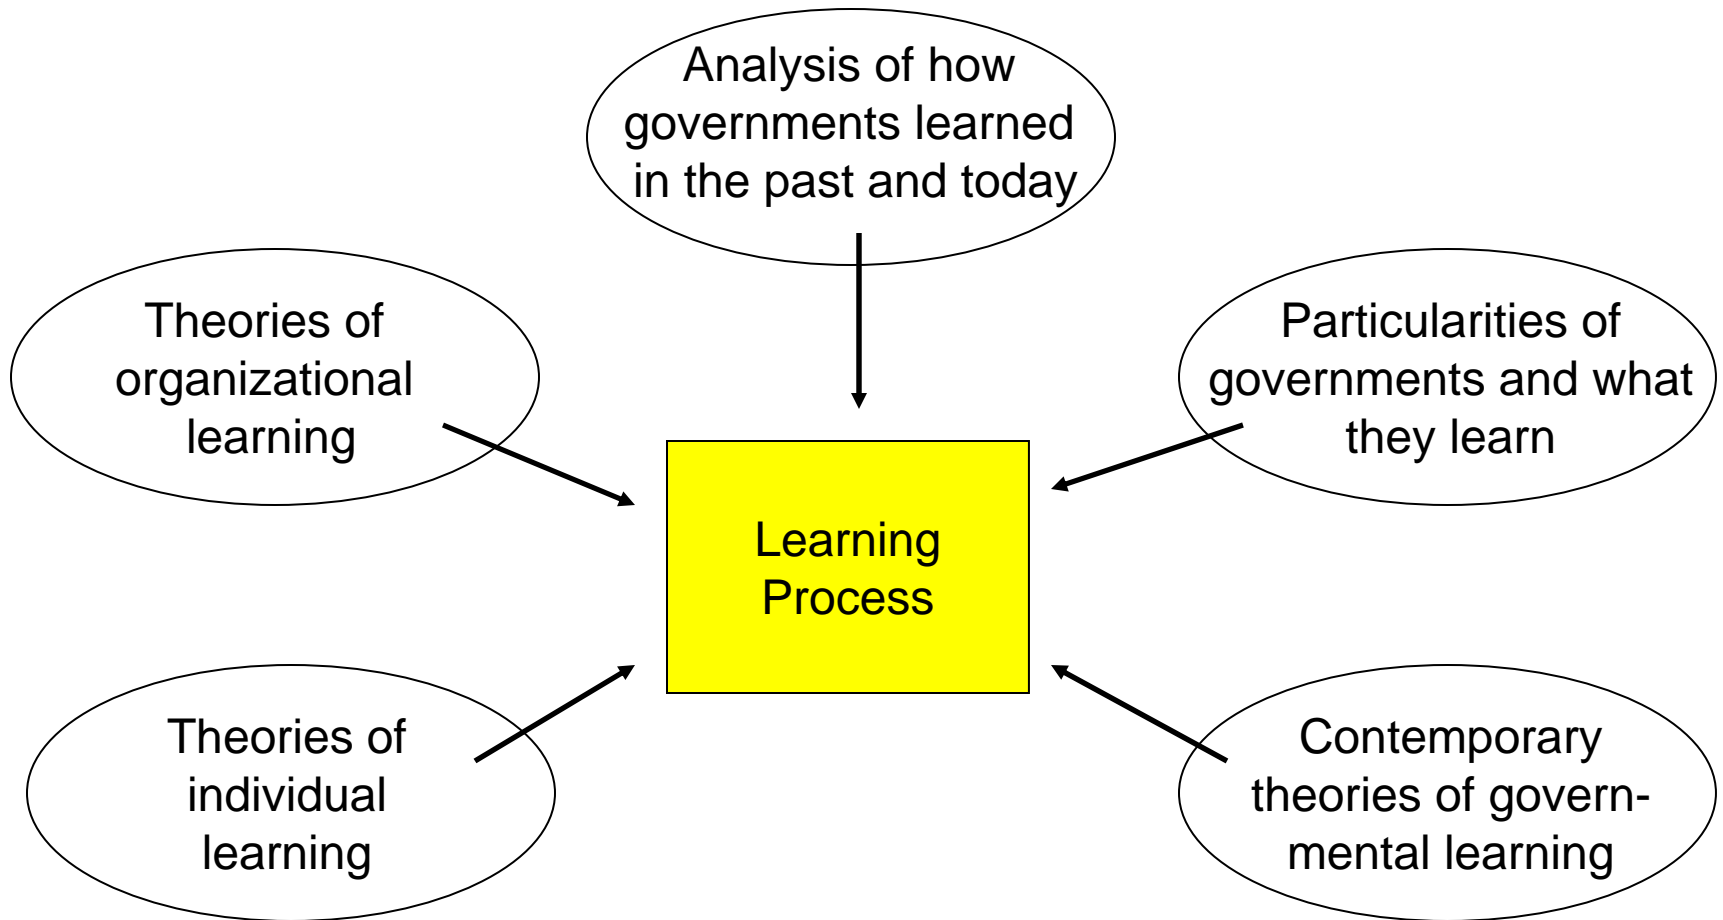 Analysis of how
governments learned
in the past and today
Theories of
organizational
learning
Particularities of
governments and what
they learn
Learning
Process
Theories of
individual
learning
Contemporary
theories of govern-
mental learning